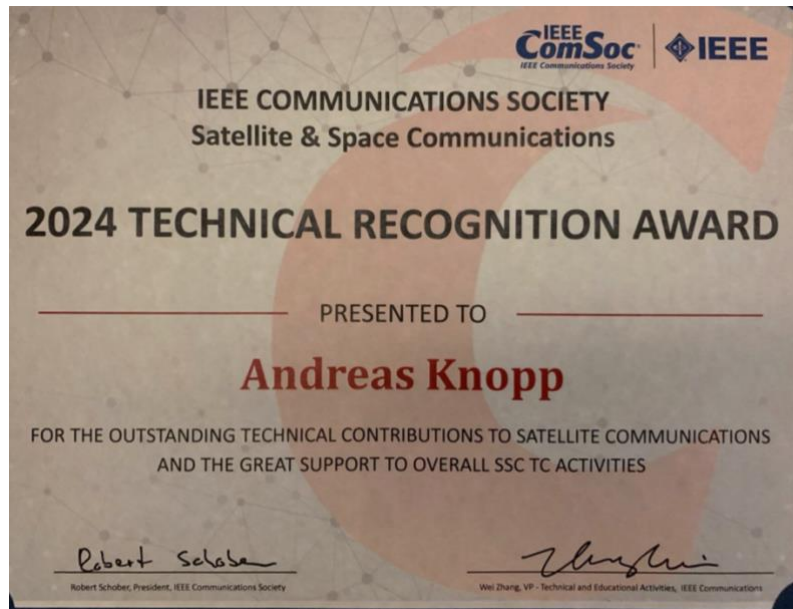 IEEE
ComSoc
IEEE Communications Society
IEEE
IEEE COMMUNICATIONS SOCIETY
Satellite & Space Communications
2024 TECHNICAL RECOGNITION AWARD
PRESENTED TO
Andreas Knopp
FOR THE OUTSTANDING TECHNICAL CONTRIBUTIONS TO SATELLITE COMMUNICATIONS
AND THE GREAT SUPPORT TO OVERALL SSC TC ACTIVITIES
Robert Schober
Robert Schober, President, IEEE Communications Society
Wei Zhang, VP - Technical and Educational Activities, IEEE Communications